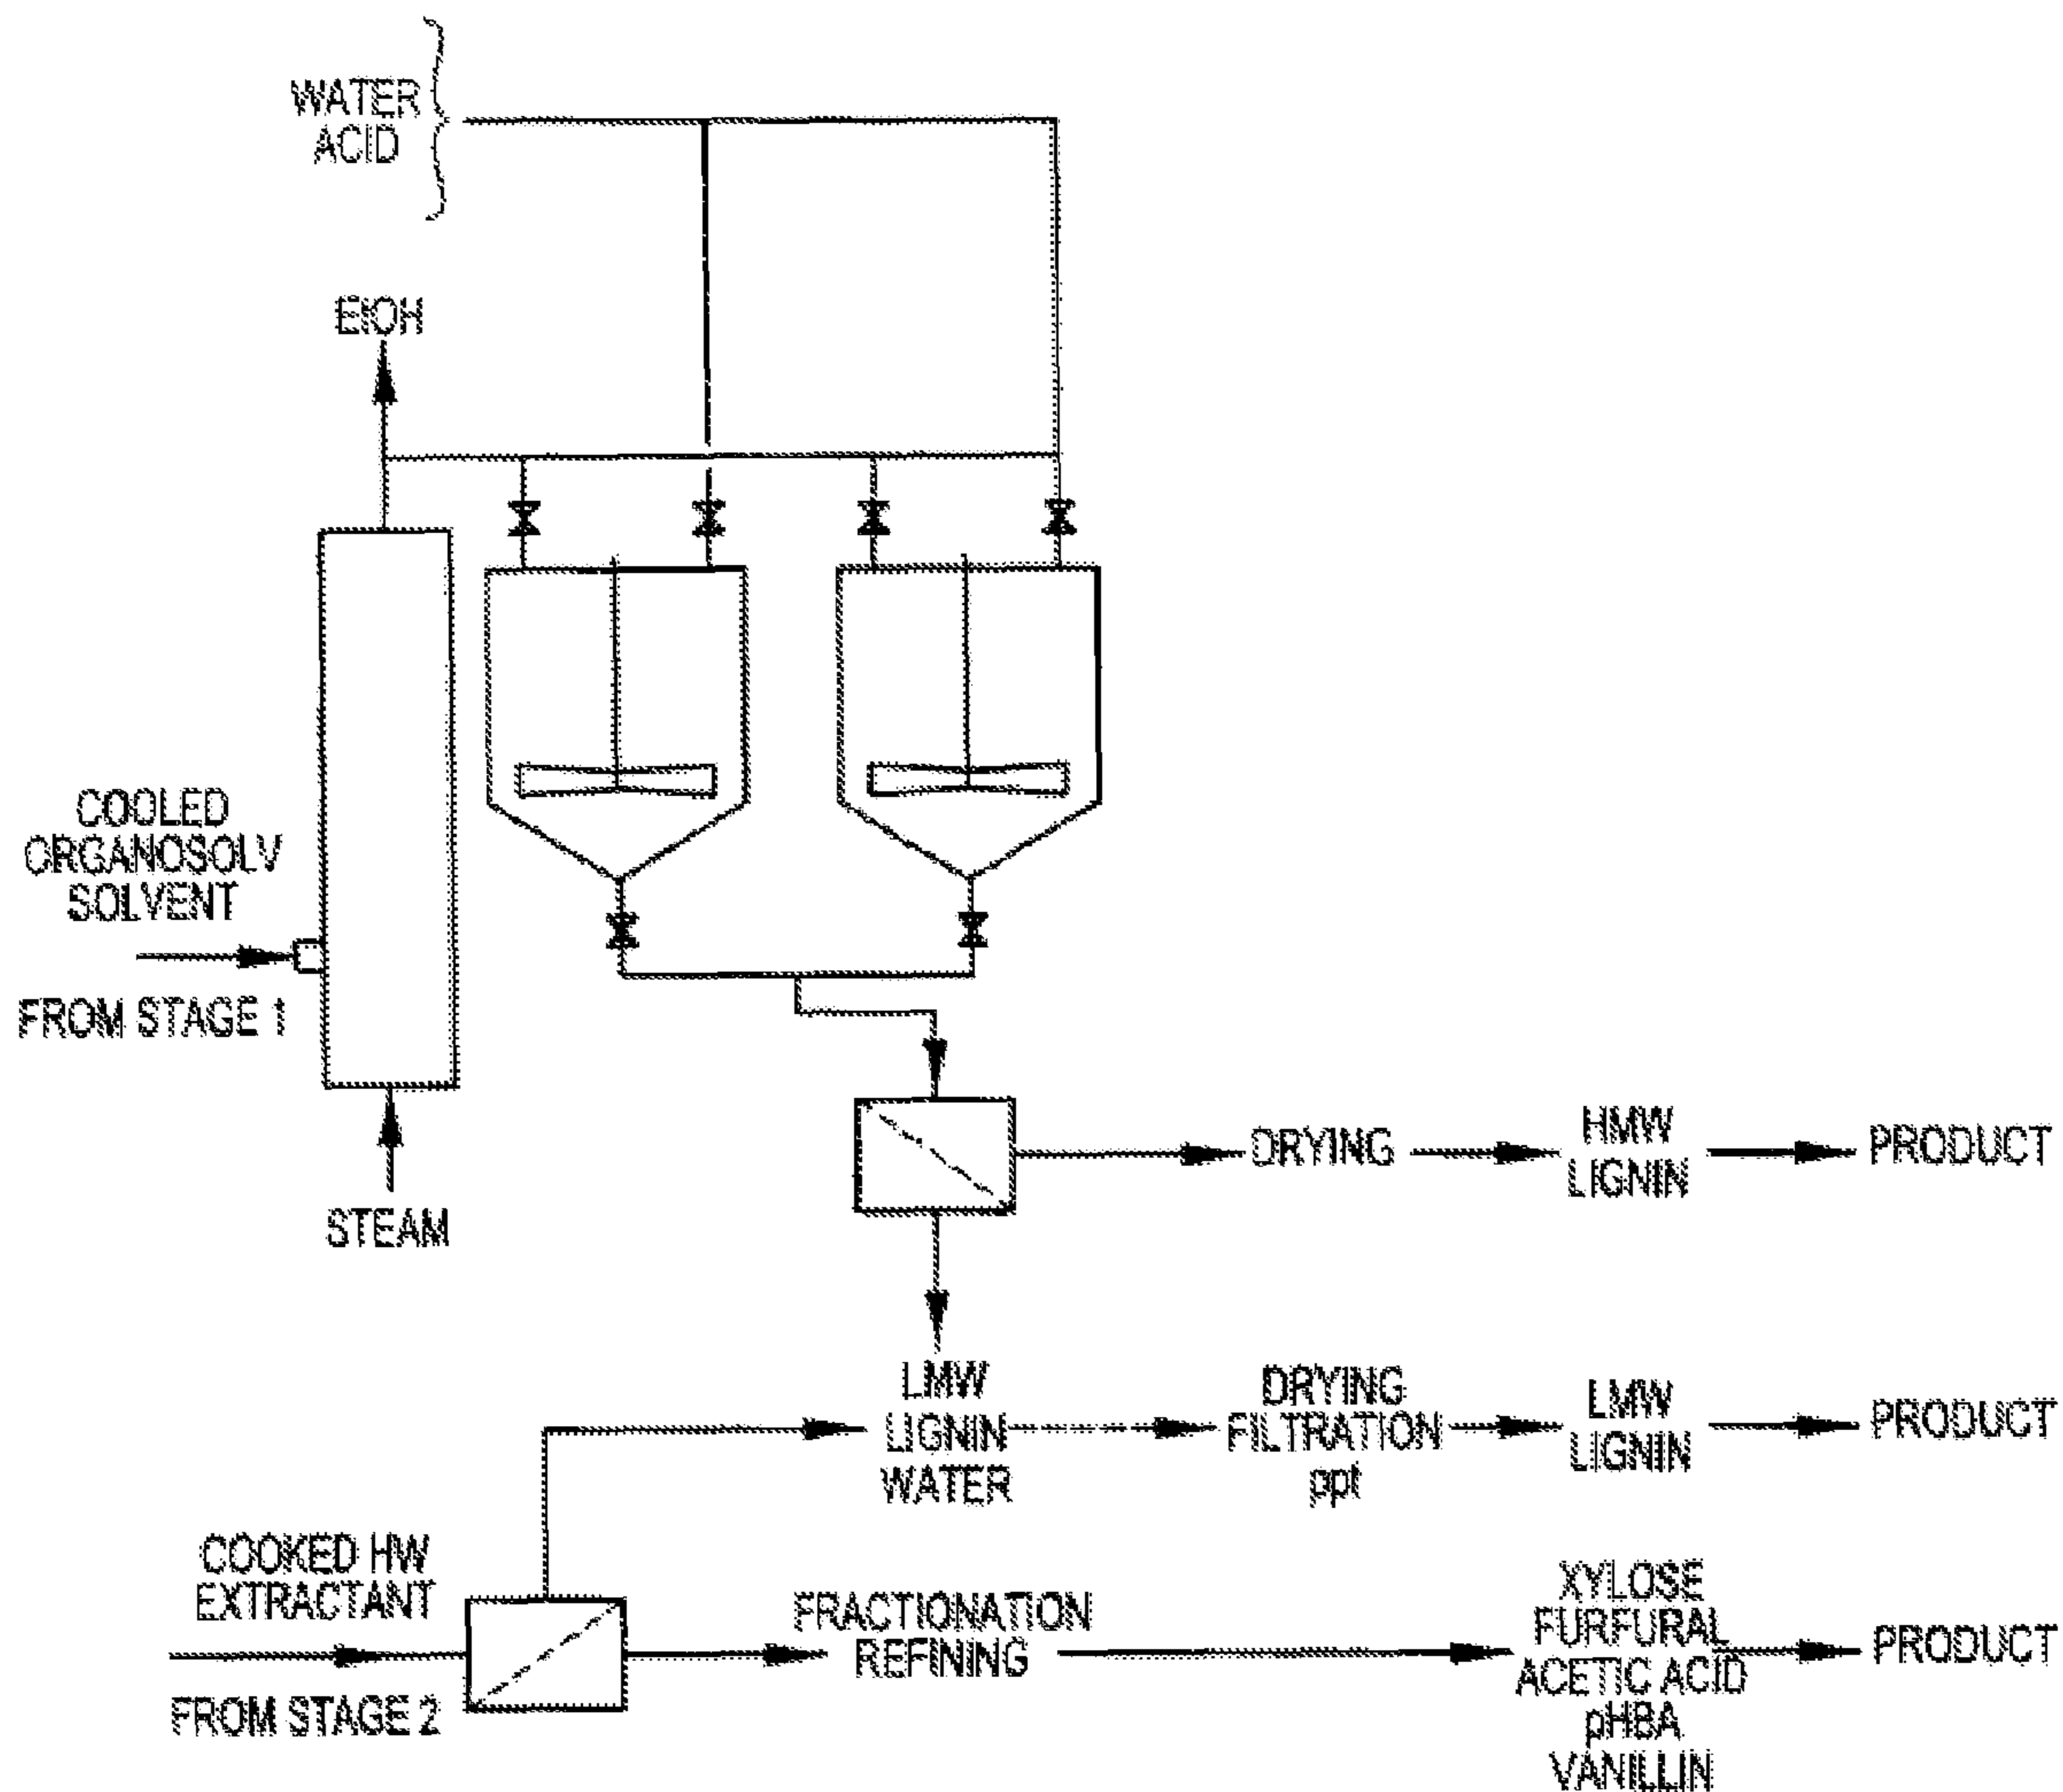 WATER
ACID
EIOH
COOLED
ORGANOSOLV
SOLVENT
FROM STAGE 1
STEAM
DRYING
HMW
LIGNIN
PRODUCT
LMW
LIGNIN
WATER
DRYING
FILTRATION
ppt
LMW
LIGNIN
PRODUCT
COOKED HW
EXTRACTANT
FROM STAGE 2
FRACTIONATION
REFINING
XYLOSE
FURFURAL
ACETIC ACID
pHBA
VANILLIN
PRODUCT